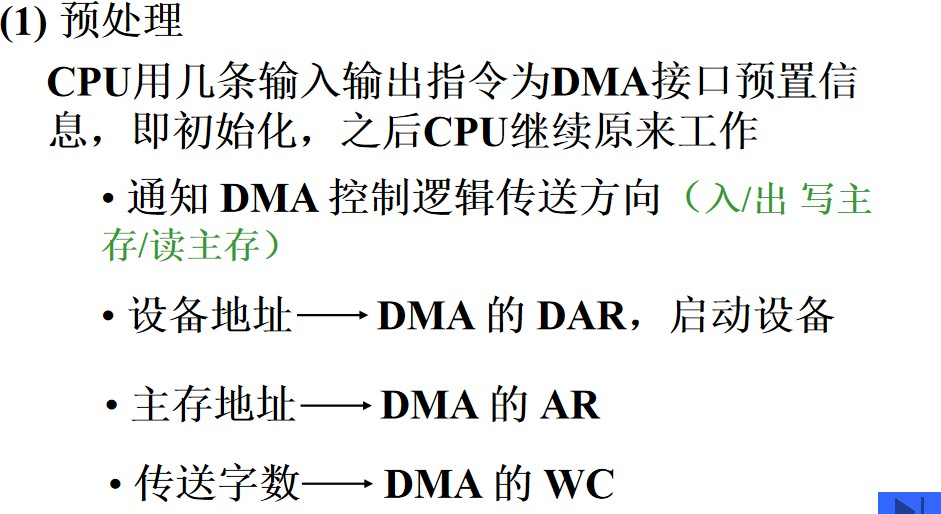 (1) 预处理
CPU用几条输入输出指令为DMA接口预置信
息，即初始化，之后CPU继续原来工作
• 通知 DMA 控制逻辑传送方向（入/出 写主
存/读主存）
• 设备地址 → DMA 的 DAR，启动设备
• 主存地址 → DMA 的 AR
• 传送字数 → DMA 的 WC